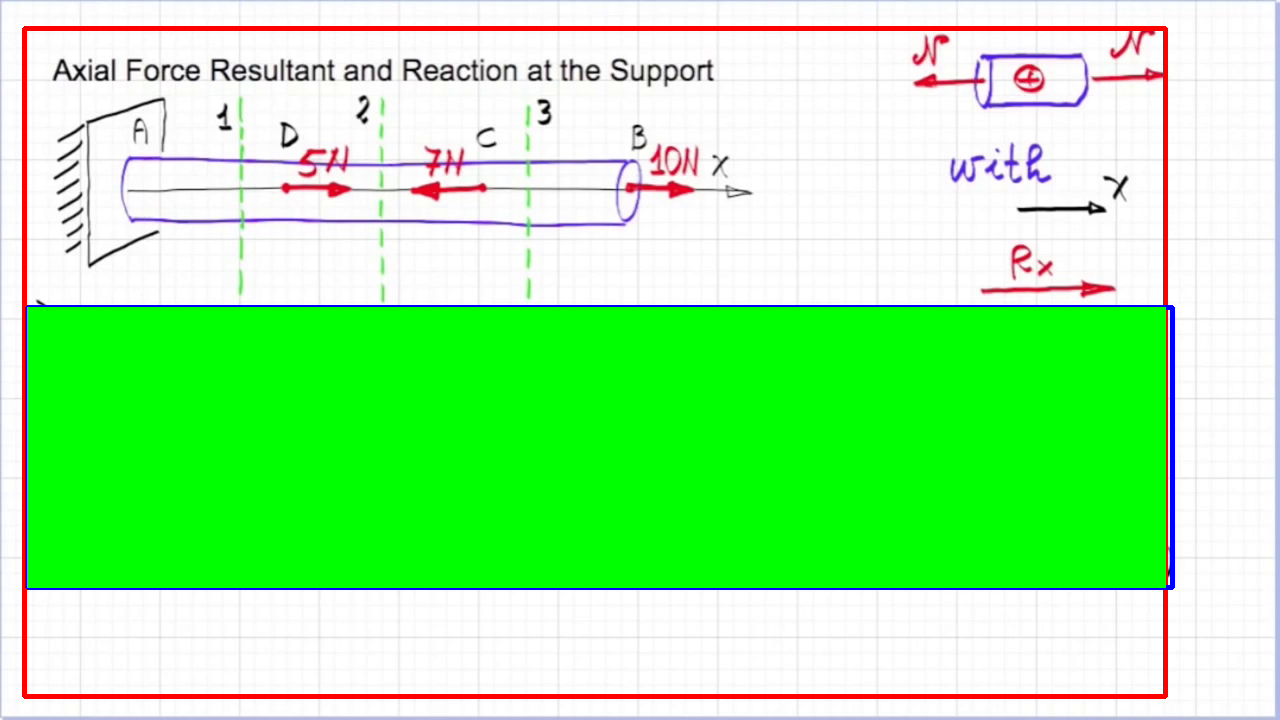 Axial Force Resultant and Reaction at the Support
N N
+
1 2 3
A D C B
5N 7N 10N x
with
x
Rx